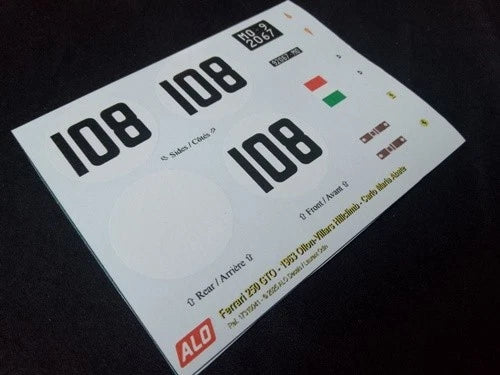 108
108
MO 9
2067
⇖ Sides / Côtés ⇗
108
⇧ Front / Avant ⇧
⇧ Rear / Arrière ⇧
Ferrari 250 GTO - 1963 Ollon-Villars Hillclimb - Carlo Maria Abate
ALO